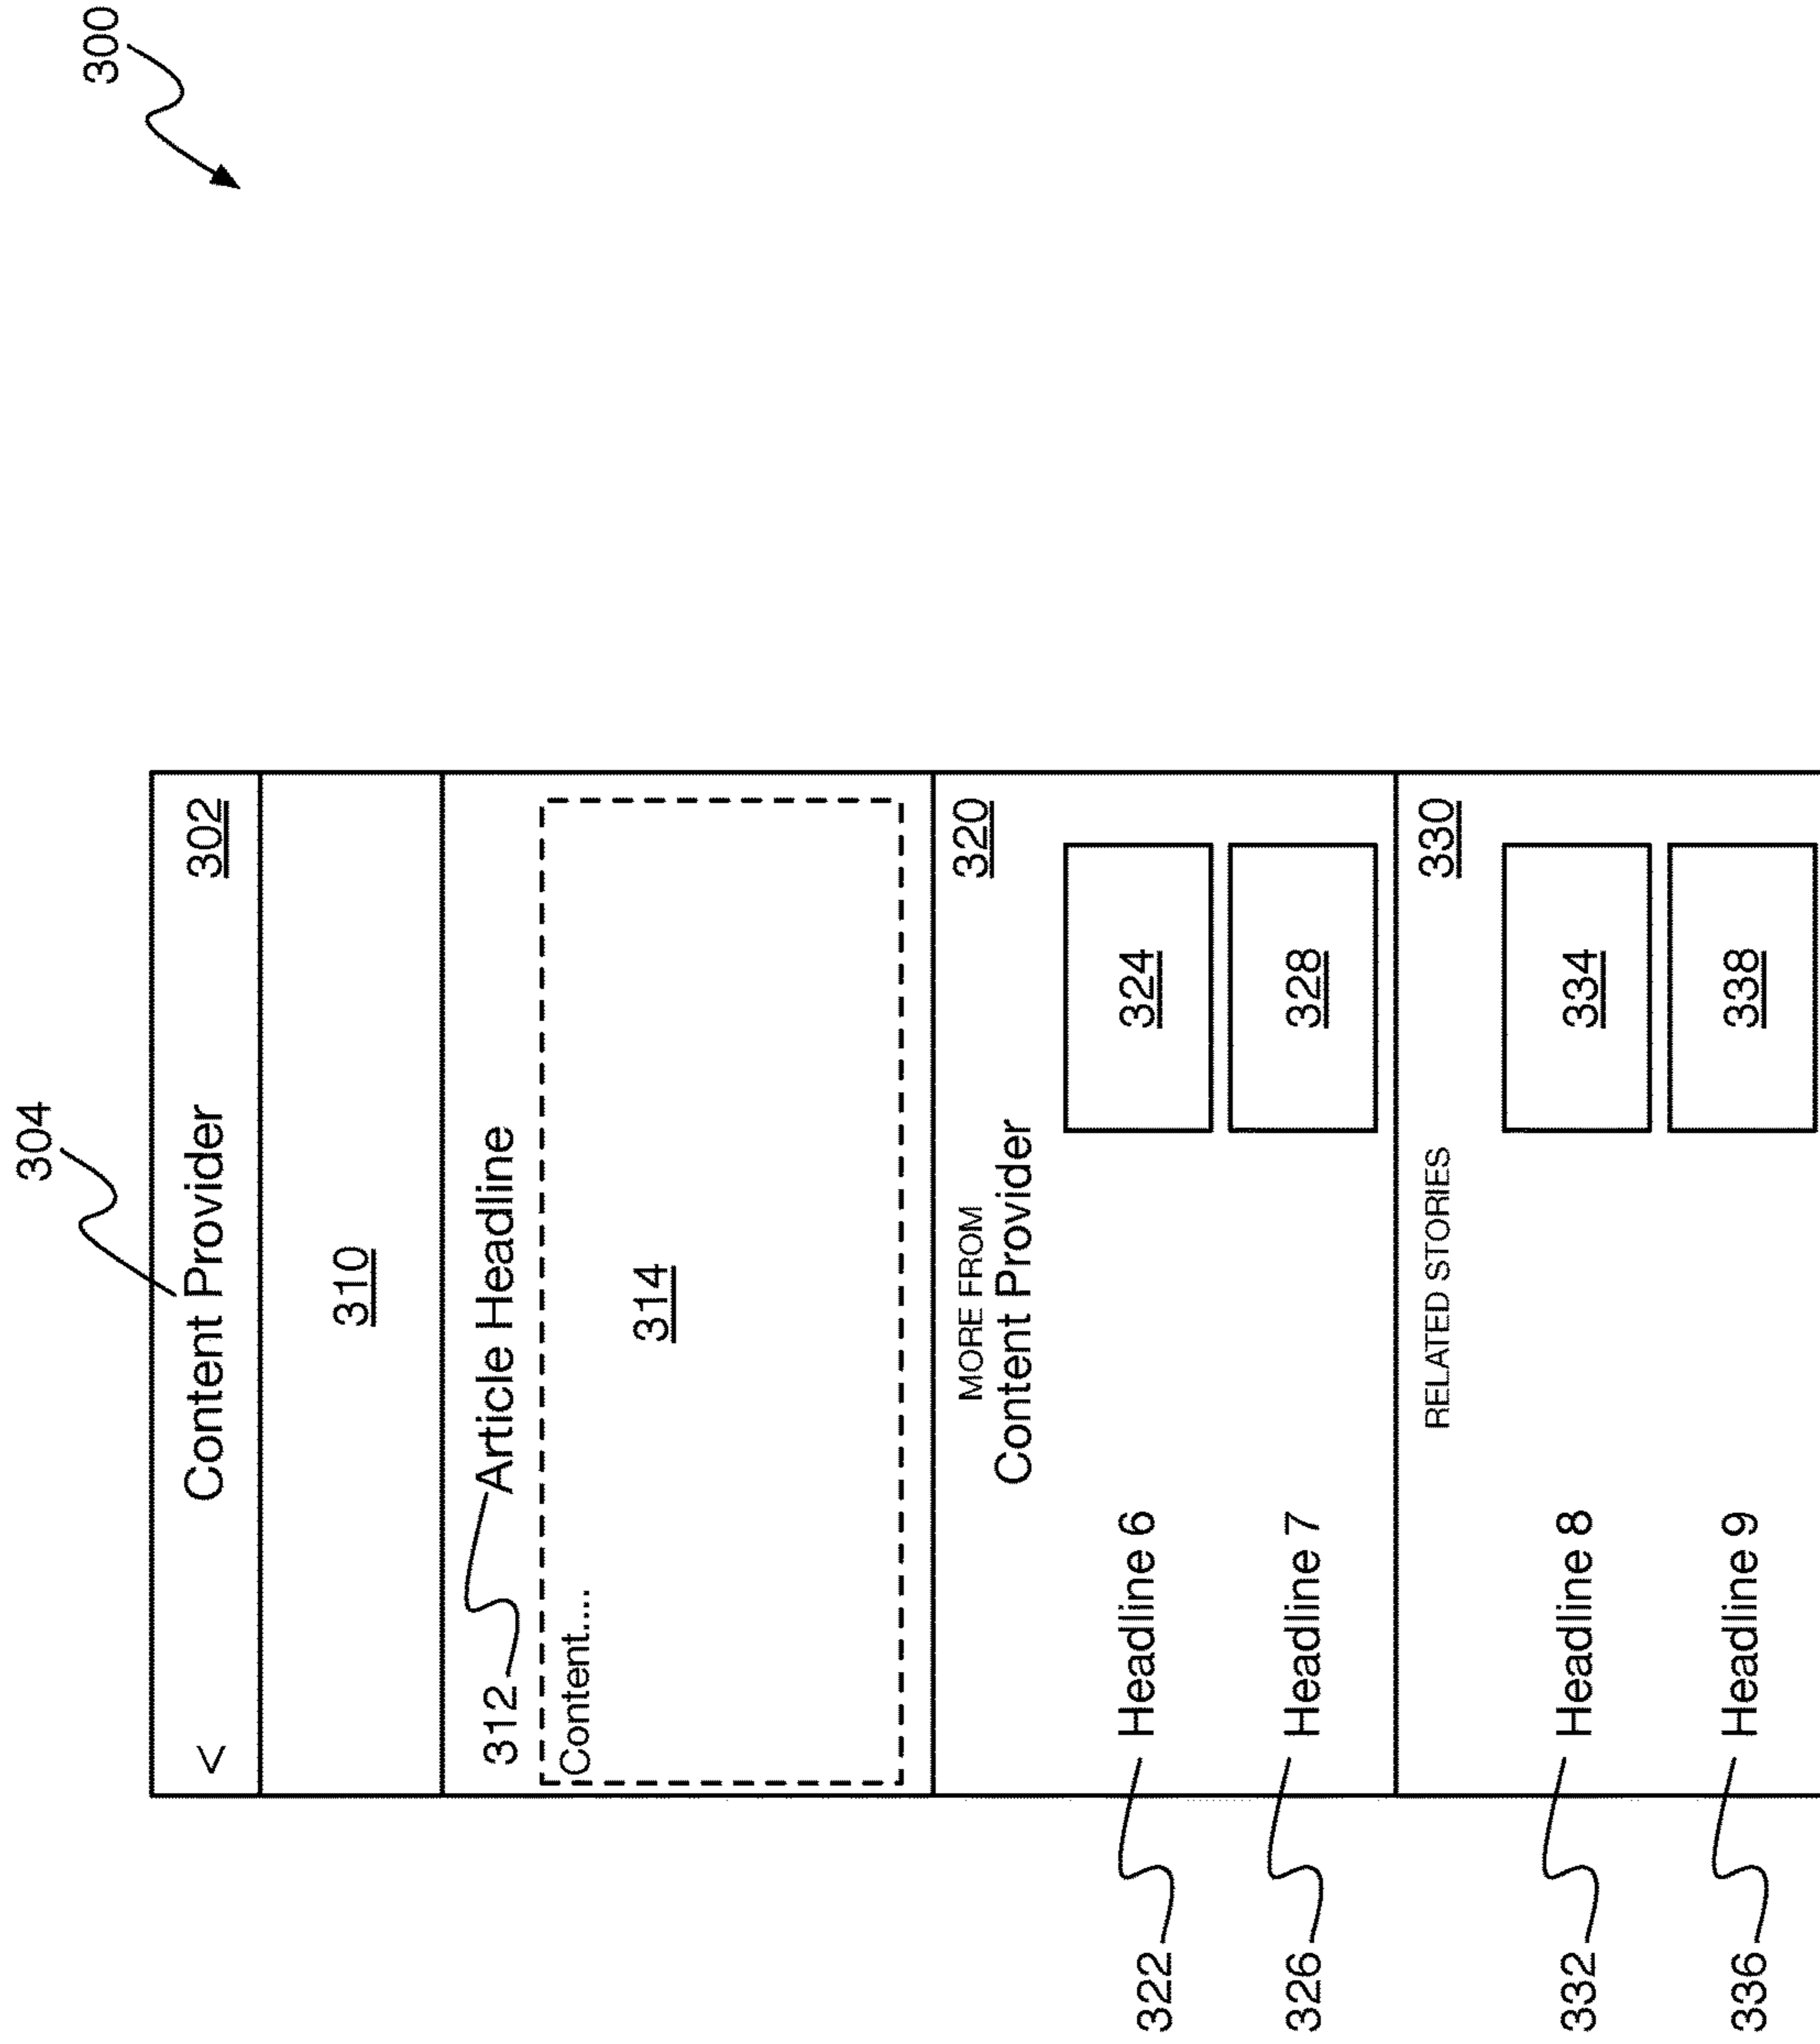 300
304
< Content Provider 302
310
312 Article Headline
Content....
314
320
MORE FROM
Content Provider
322 Headline 6 324
326 Headline 7 328
330
RELATED STORIES
332 Headline 8 334
336 Headline 9 338